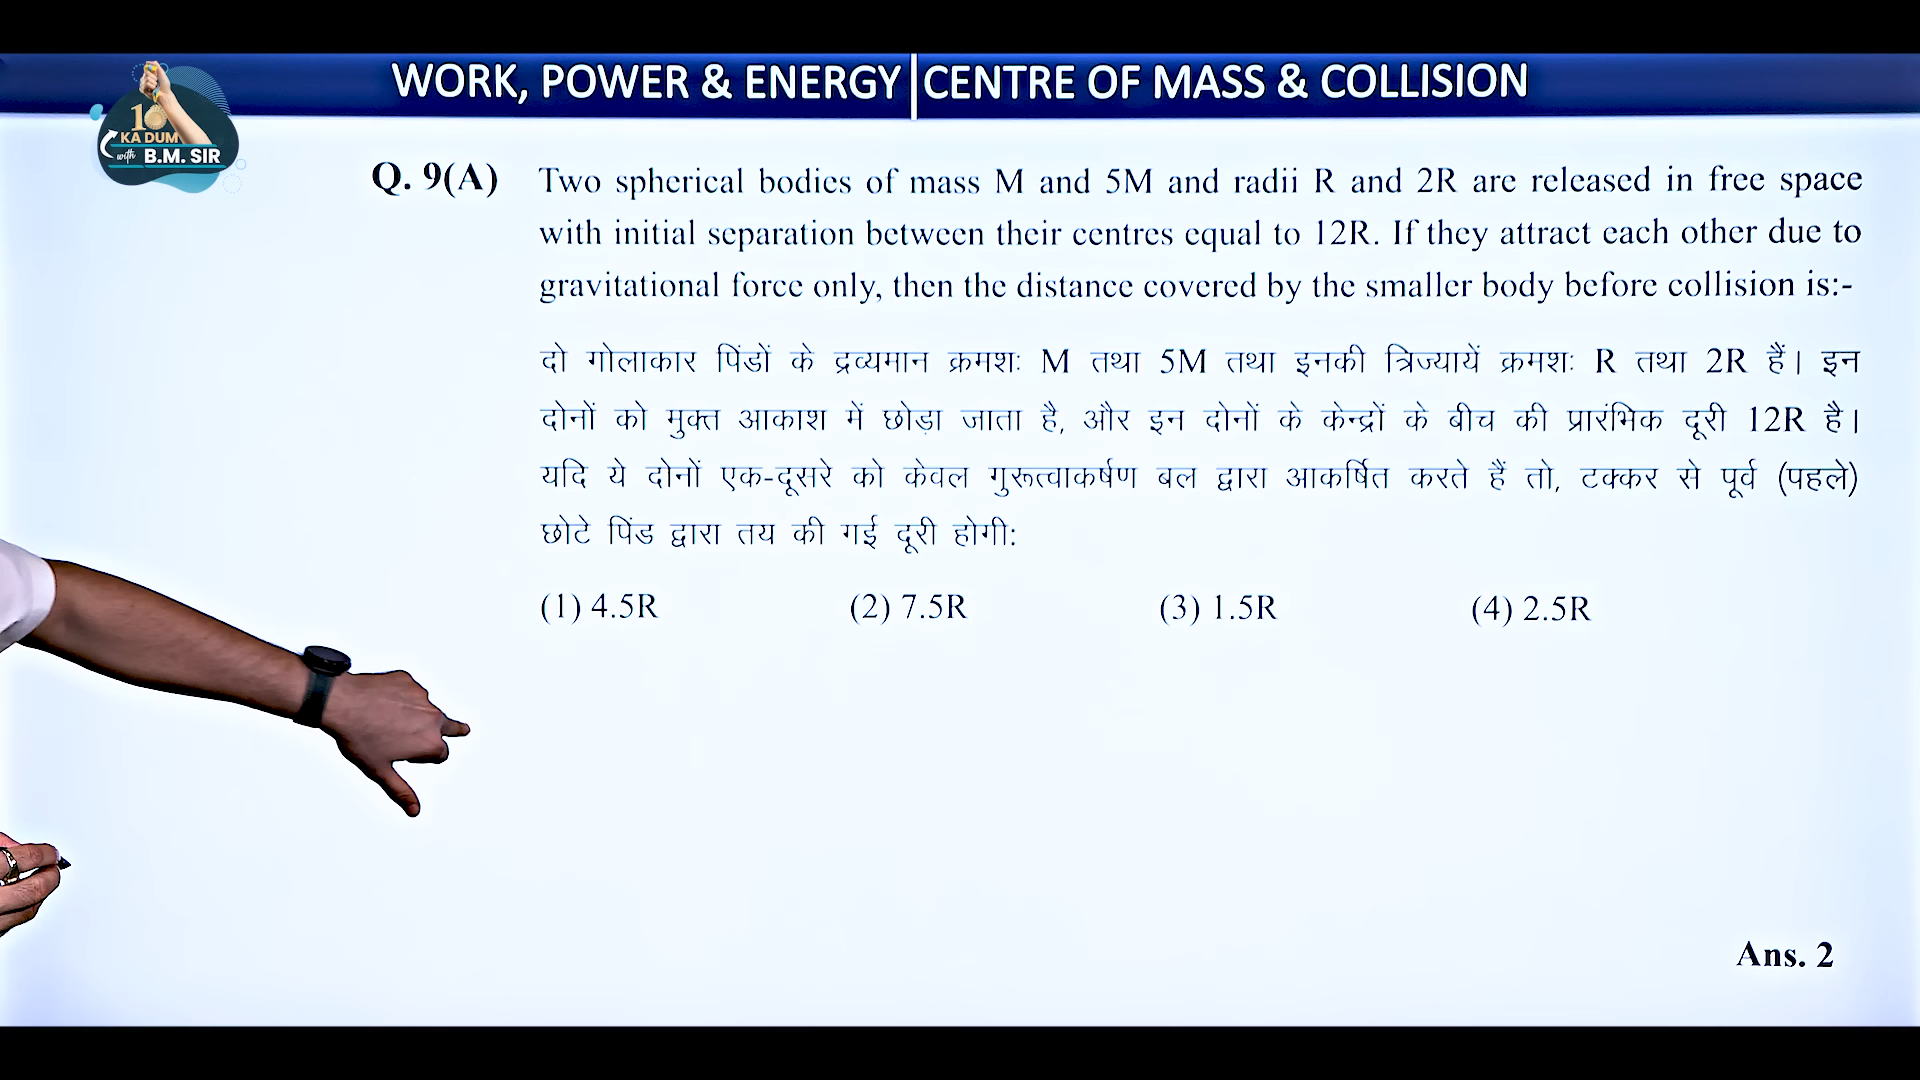 WORK, POWER & ENERGY CENTRE OF MASS & COLLISION
10
KA DUM
with B.M. SIR
Q. 9(A) Two spherical bodies of mass M and 5M and radii R and 2R are released in free space
with initial separation between their centres equal to 12R. If they attract each other due to
gravitational force only, then the distance covered by the smaller body before collision is:-
दो गोलाकार पिंडों के द्रव्यमान क्रमशः M तथा 5M तथा इनकी त्रिज्यायें क्रमशः R तथा 2R हैं। इन
दोनों को मुक्त आकाश में छोड़ा जाता है, और इन दोनों के केन्द्रों के बीच की प्रारंभिक दूरी 12R है।
यदि ये दोनों एक-दूसरे को केवल गुरूत्वाकर्षण बल द्वारा आकर्षित करते हैं तो, टक्कर से पूर्व (पहले)
छोटे पिंड द्वारा तय की गई दूरी होगी:
(1) 4.5R (2) 7.5R (3) 1.5R (4) 2.5R
Ans. 2